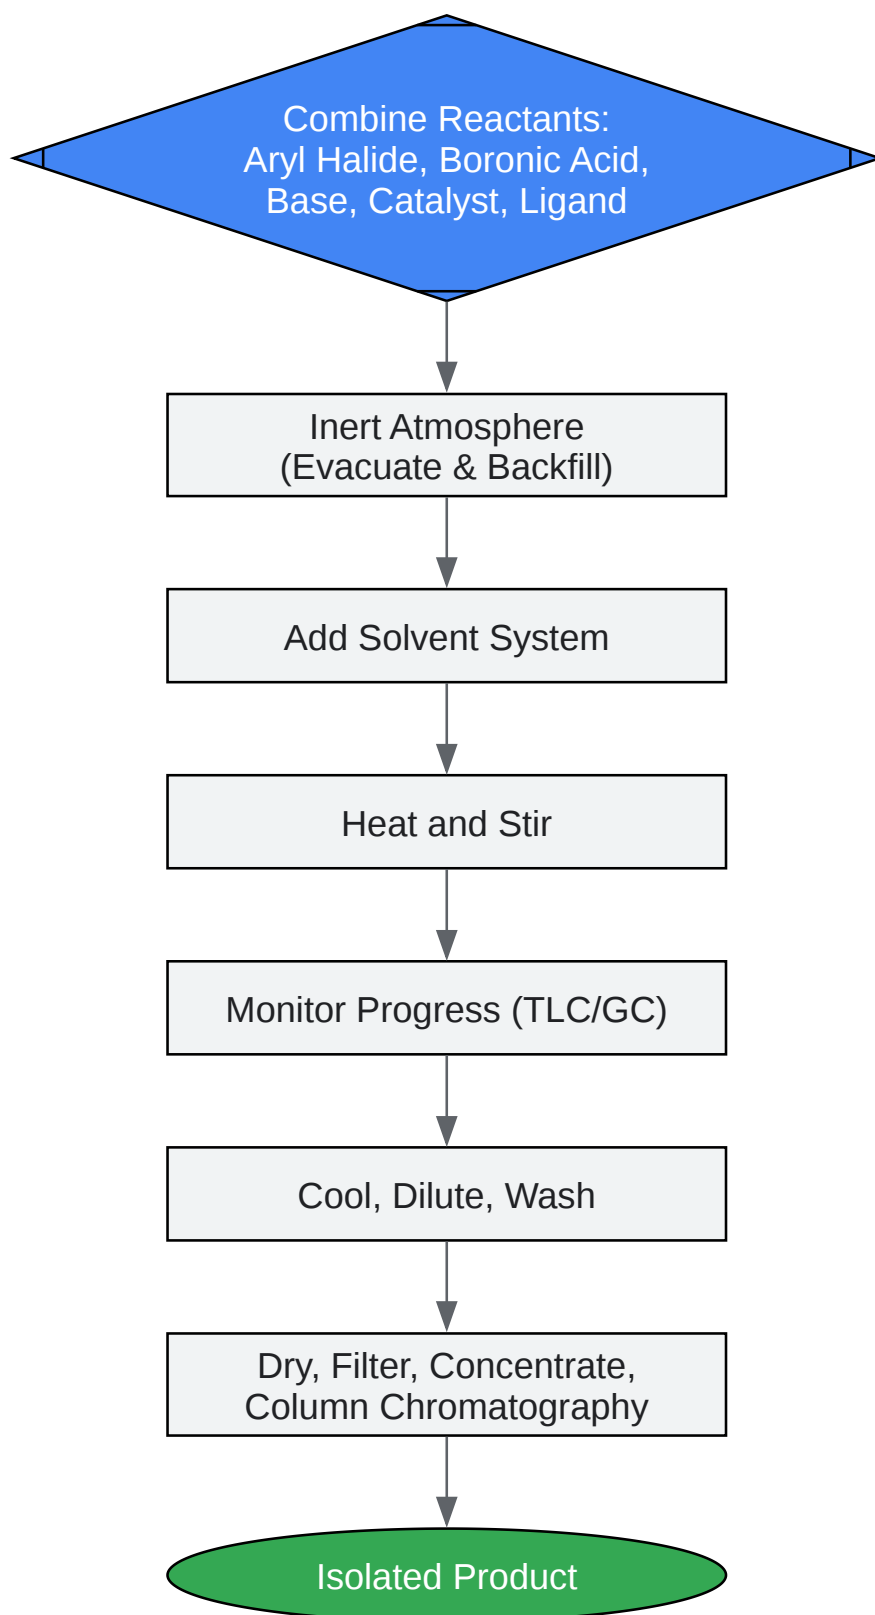 Combine Reactants:
Aryl Halide, Boronic Acid,
Base, Catalyst, Ligand
Inert Atmosphere
(Evacuate & Backfill)
Add Solvent System
Heat and Stir
Monitor Progress (TLC/GC)
Cool, Dilute, Wash
Dry, Filter, Concentrate,
Column Chromatography
Isolated Product